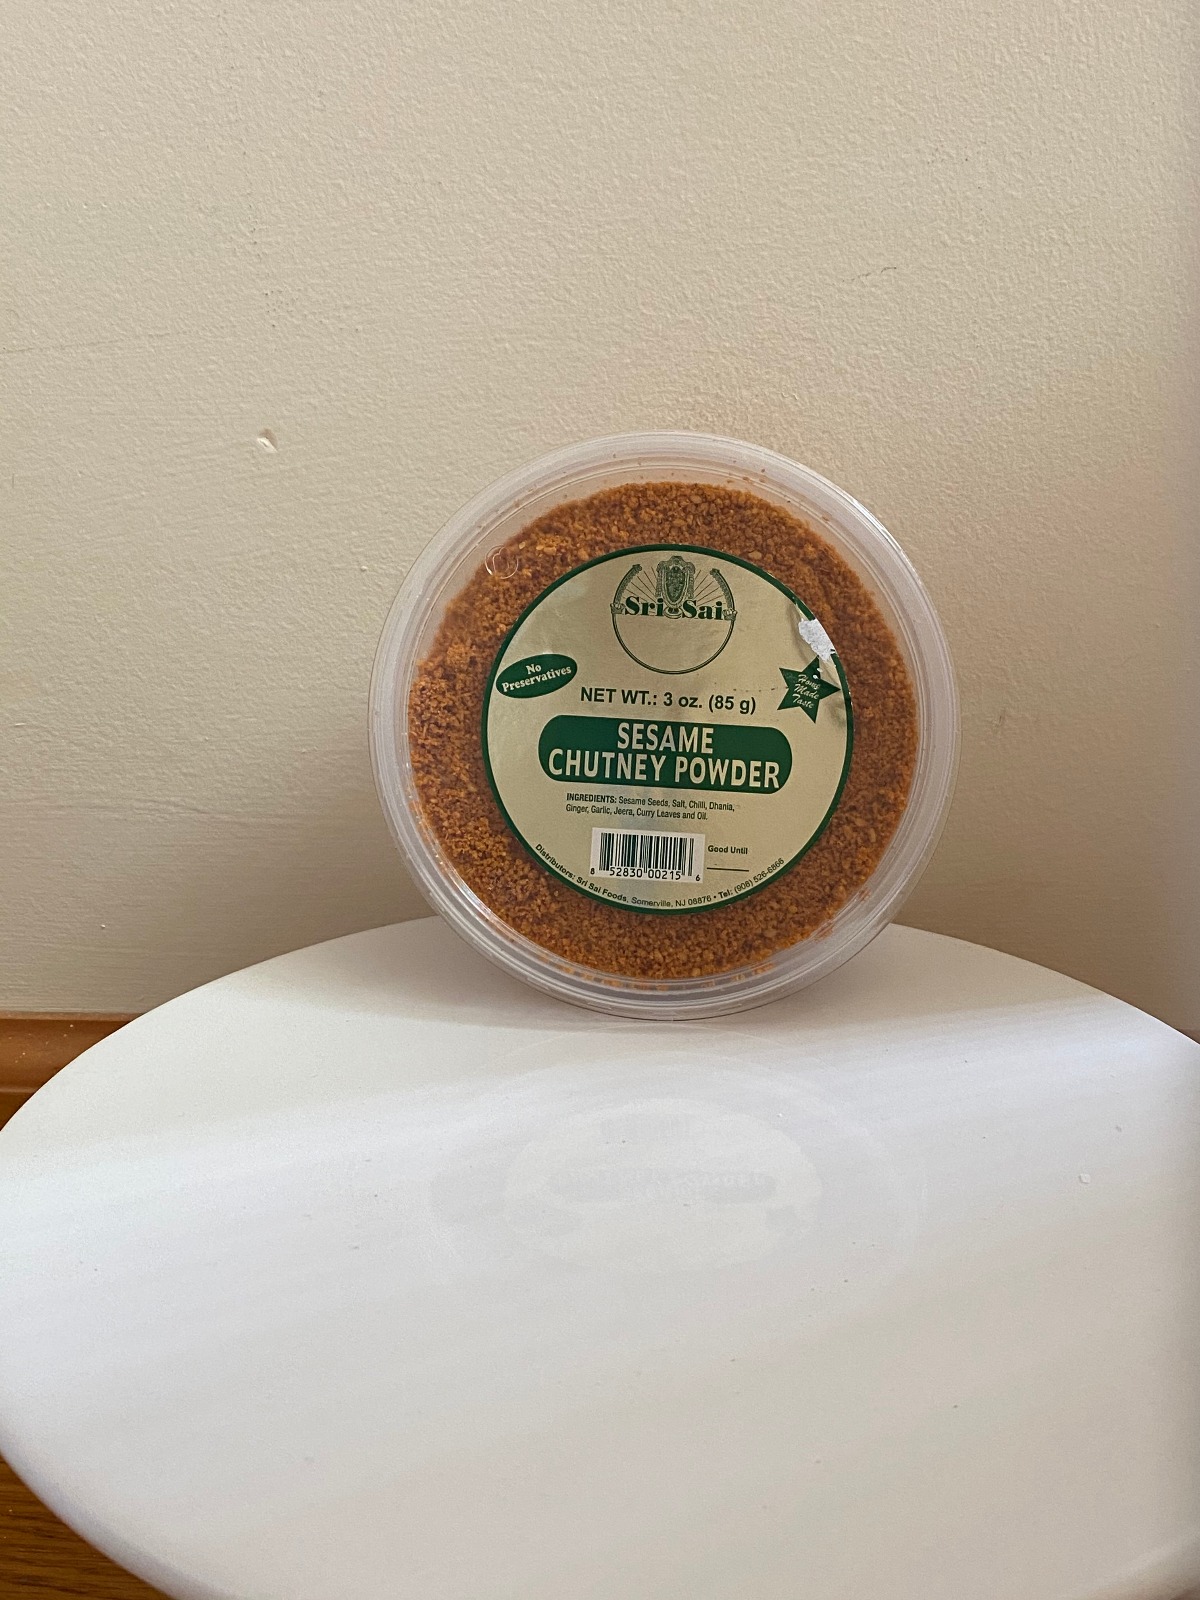 Sri Sai
No
Preservatives
Home
Made
Taste
NET WT.: 3 oz. (85 g)
SESAME
CHUTNEY POWDER
INGREDIENTS: Sesame Seeds, Salt, Chilli, Dhania,
Ginger, Garlic, Jeera, Curry Leaves and Oil.
Good Until
8 52830 00215 6
Distributors: Sri Sai Foods, Somerville, NJ 08876 • Tel: (908) 526-6866